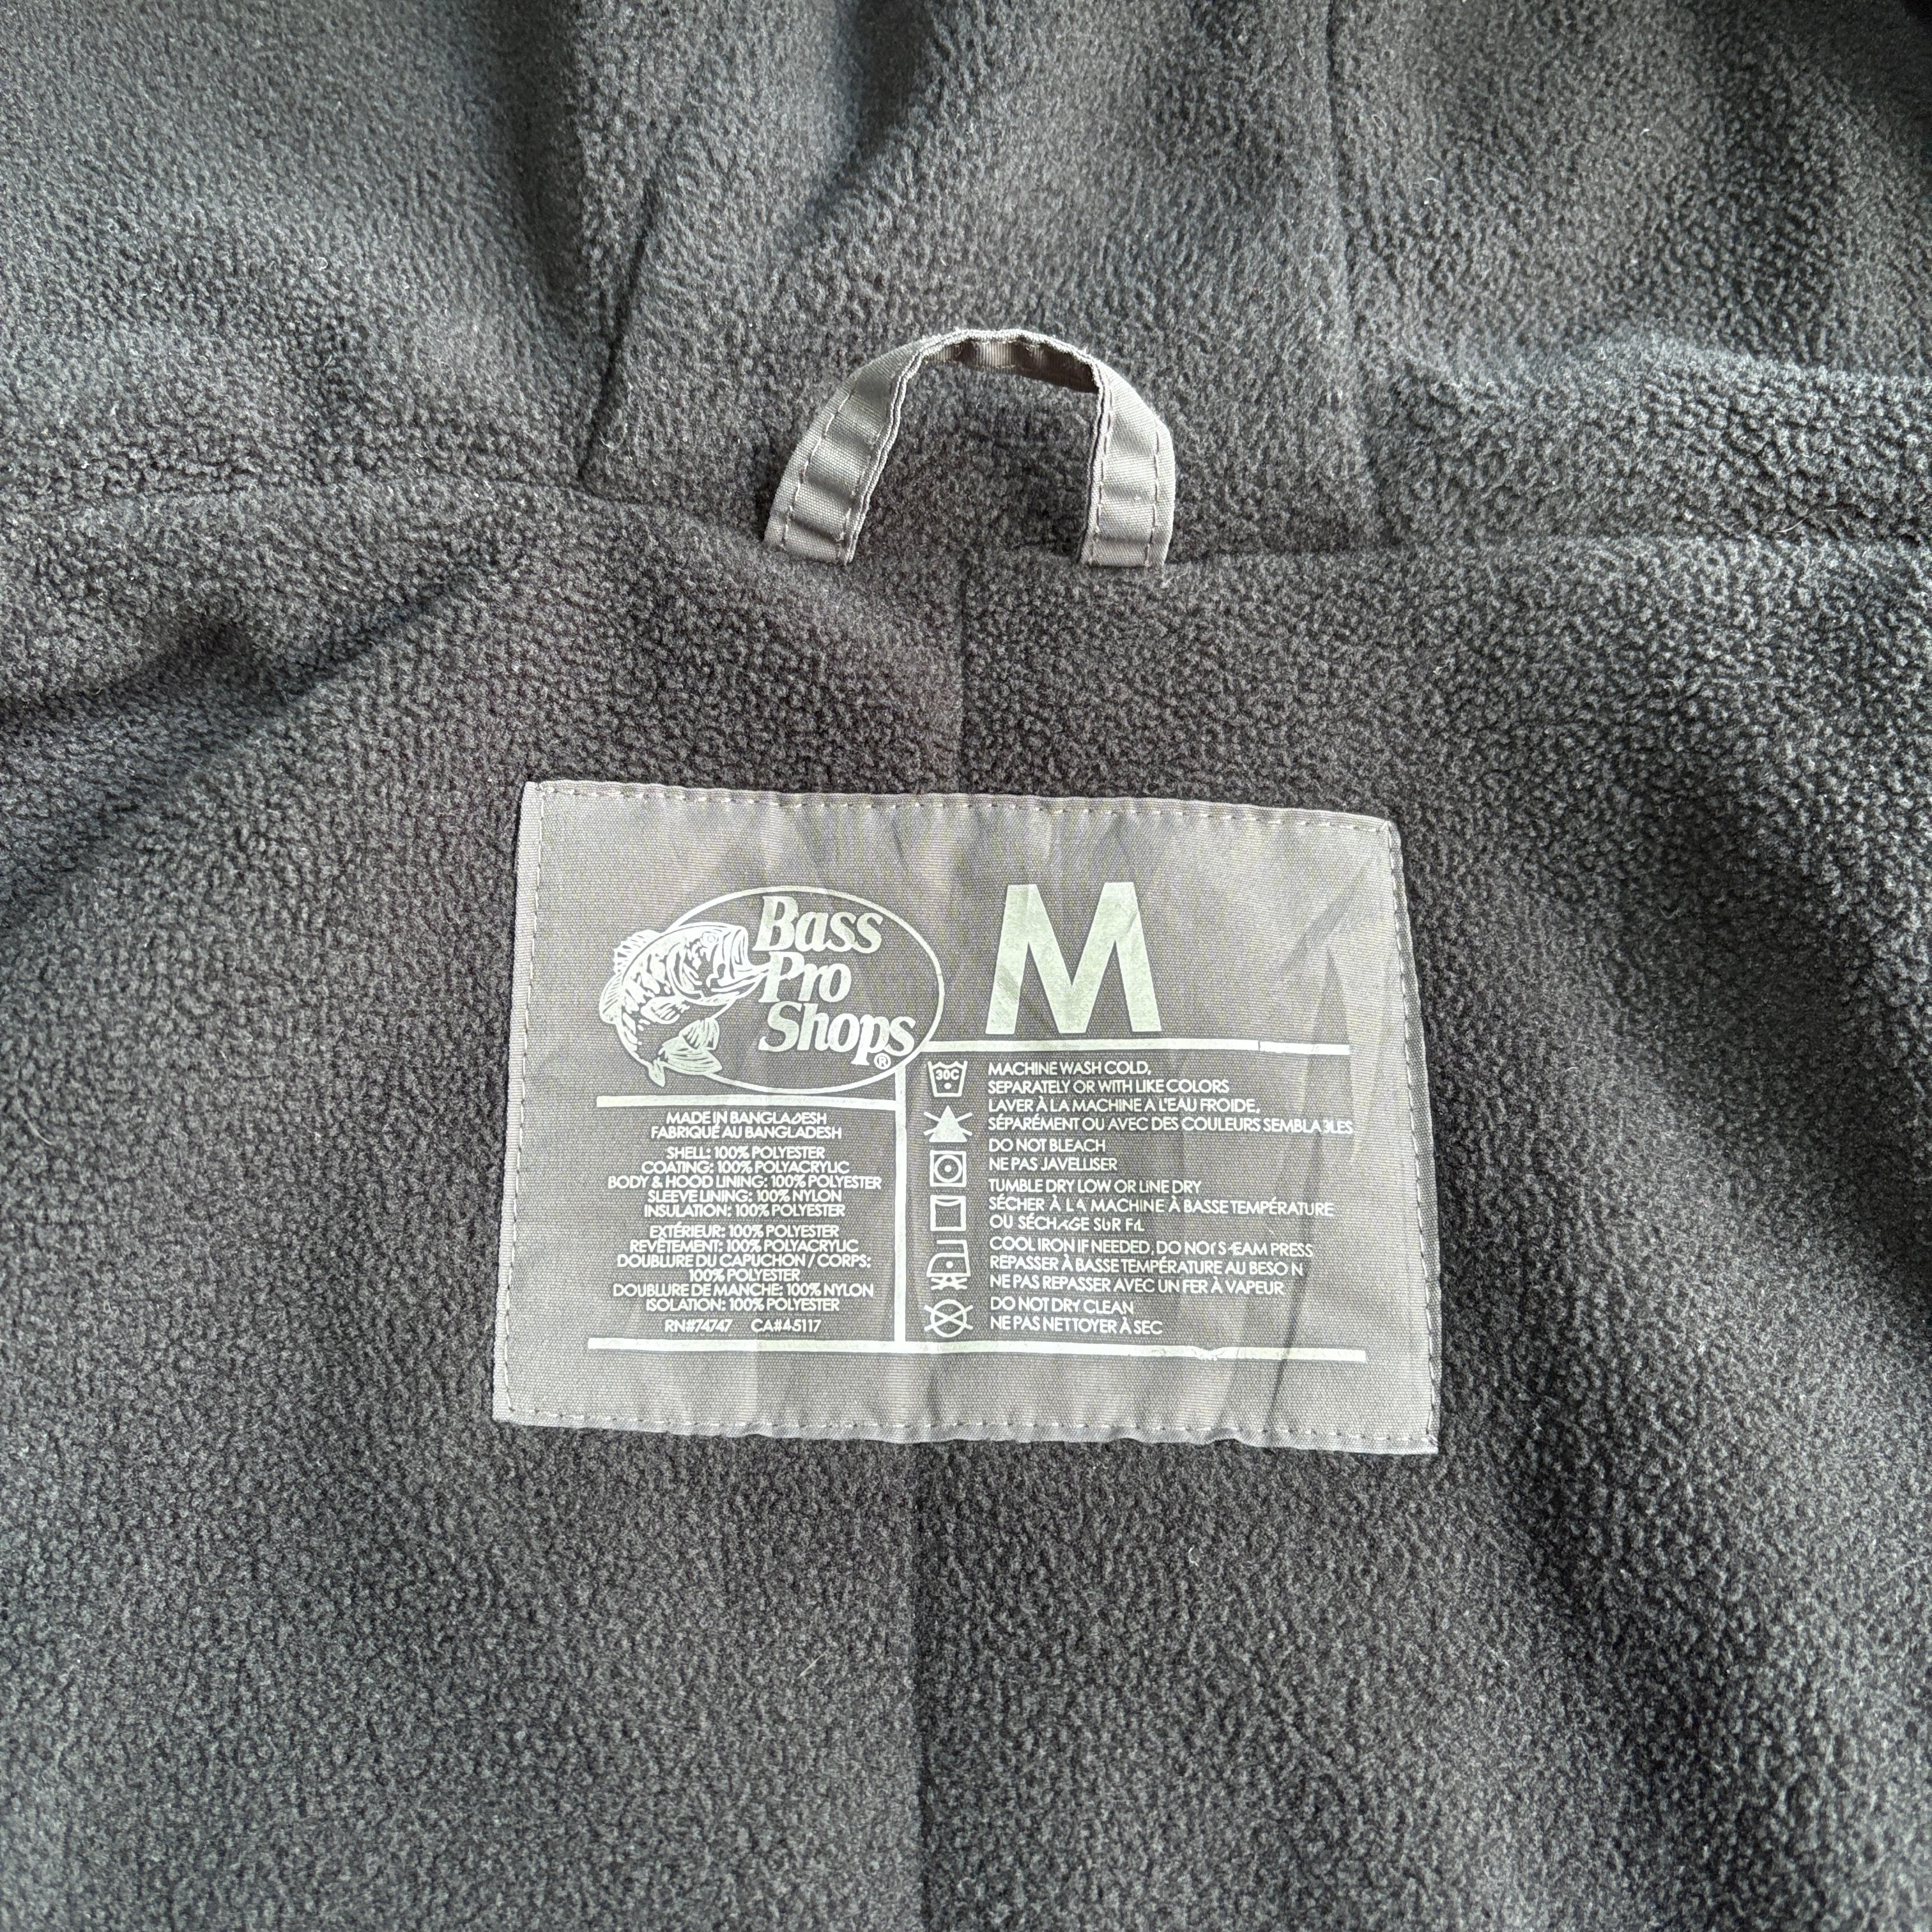 Bass
Pro
Shops®
M
MADE IN BANGLADESH
FABRIQUÉ AU BANGLADESH
SHELL: 100% POLYESTER
COATING: 100% POLYACRYLIC
BODY & HOOD LINING: 100% POLYESTER
SLEEVE LINING: 100% NYLON
INSULATION: 100% POLYESTER
EXTÉRIEUR: 100% POLYESTER
REVÊTEMENT: 100% POLYACRYLIC
DOUBLURE DU CAPUCHON / CORPS:
100% POLYESTER
DOUBLURE DE MANCHE: 100% NYLON
ISOLATION: 100% POLYESTER
RN#74747 CA#45117
30C
MACHINE WASH COLD,
SEPARATELY OR WITH LIKE COLORS
LAVER À LA MACHINE A L'EAU FROIDE,
SÉPARÉMENT OU AVEC DES COULEURS SEMBLABLES
DO NOT BLEACH
NE PAS JAVELLISER
TUMBLE DRY LOW OR LINE DRY
SÉCHER À LA MACHINE À BASSE TEMPÉRATURE
OU SÉCHAGE SUR FIL
COOL IRON IF NEEDED, DO NOT STEAM PRESS
REPASSER À BASSE TEMPÉRATURE AU BESOIN
NE PAS REPASSER AVEC UN FER À VAPEUR
DO NOT DRY CLEAN
NE PAS NETTOYER À SEC